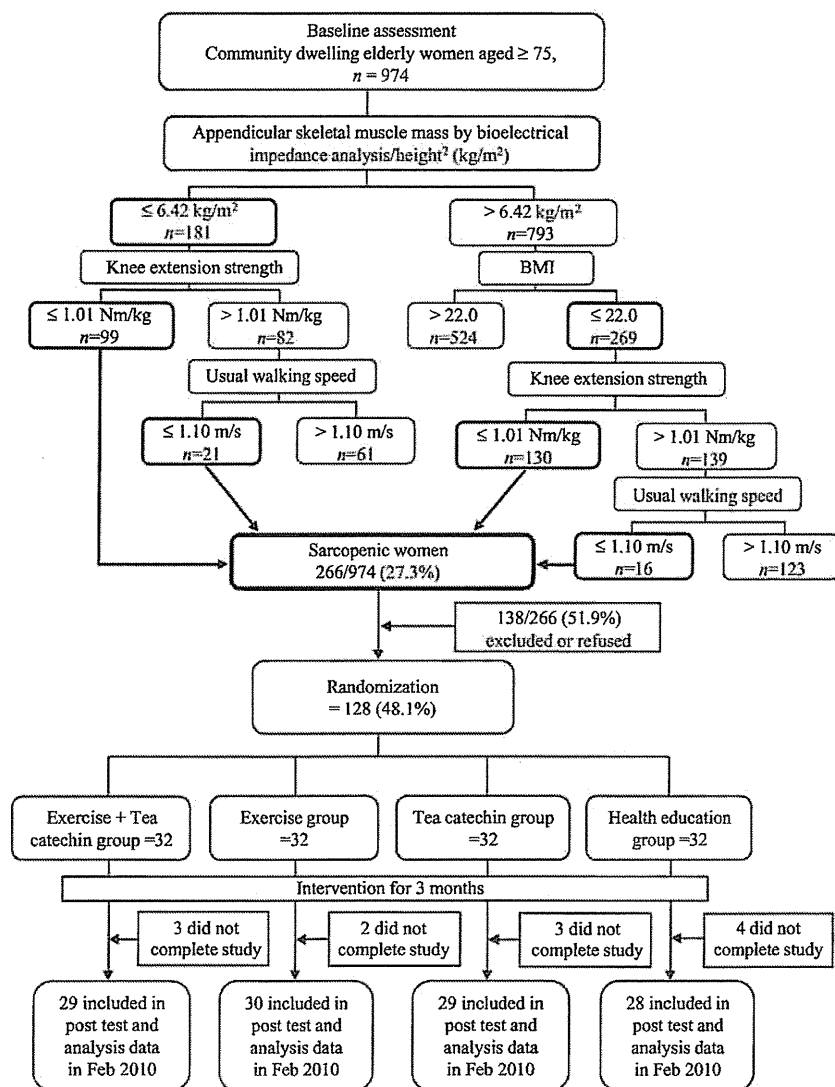 Baseline assessment
Community dwelling elderly women aged ≥ 75,
n = 974
Appendicular skeletal muscle mass by bioelectrical
impedance analysis/height² (kg/m²)
≤ 6.42 kg/m²
n=181
> 6.42 kg/m²
n=793
Knee extension strength
BMI
≤ 1.01 Nm/kg
n=99
> 1.01 Nm/kg
n=82
> 22.0
n=524
≤ 22.0
n=269
Usual walking speed
Knee extension strength
≤ 1.10 m/s
n=21
> 1.10 m/s
n=61
≤ 1.01 Nm/kg
n=130
> 1.01 Nm/kg
n=139
Usual walking speed
Sarcopenic women
266/974 (27.3%)
≤ 1.10 m/s
n=16
> 1.10 m/s
n=123
138/266 (51.9%)
excluded or refused
Randomization
= 128 (48.1%)
Exercise + Tea
catechin group =32
Exercise group
=32
Tea catechin group
=32
Health education
group =32
Intervention for 3 months
3 did not
complete study
2 did not
complete study
3 did not
complete study
4 did not
complete study
29 included in
post test and
analysis data
in Feb 2010
30 included in
post test and
analysis data
in Feb 2010
29 included in
post test and
analysis data
in Feb 2010
28 included in
post test and
analysis data
in Feb 2010